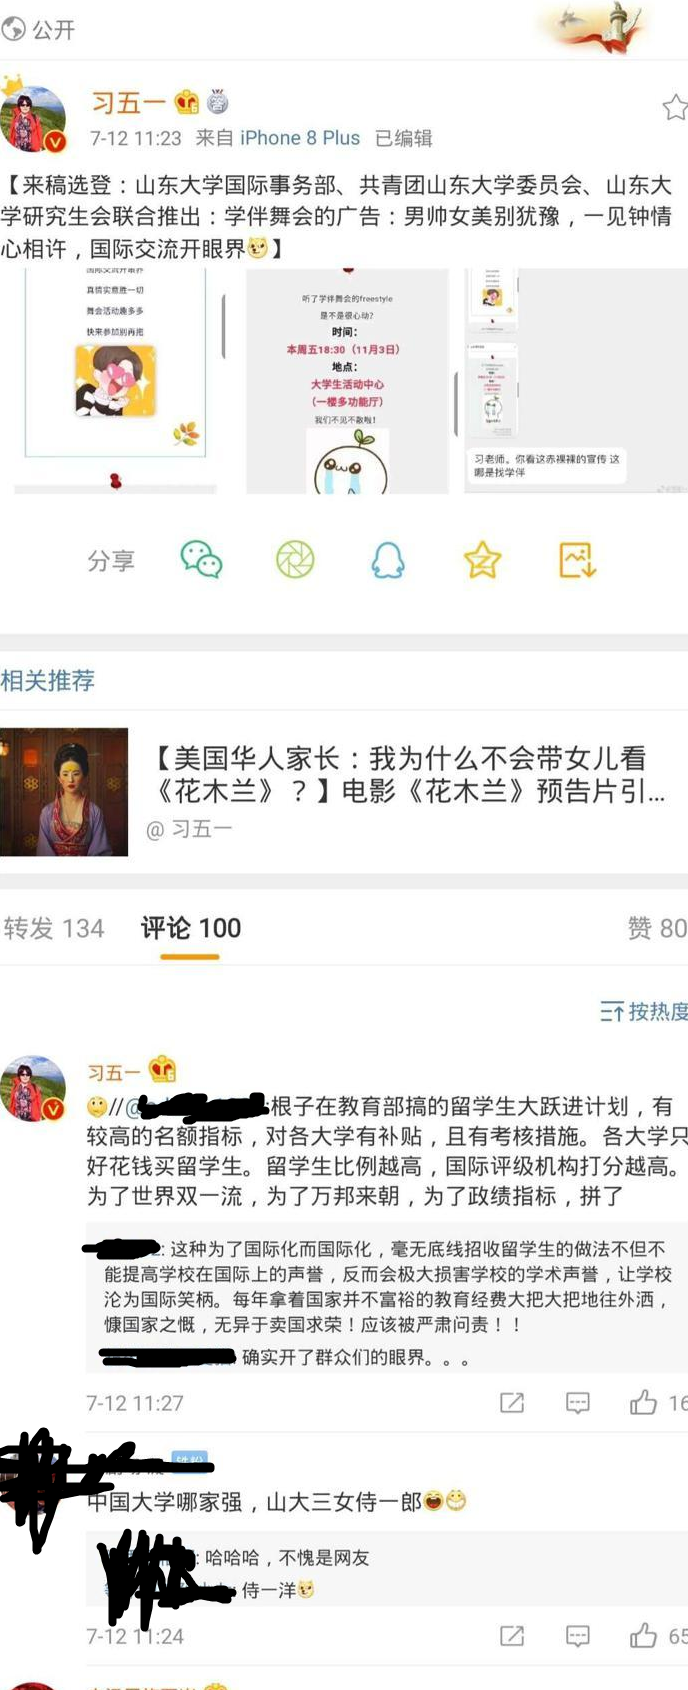 公开
习五一
7-12 11:23 来自 iPhone 8 Plus 已编辑
【来稿选登：山东大学国际事务部、共青团山东大学委员会、山东大
学研究生会联合推出：学伴舞会的广告：男帅女美别犹豫，一见钟情
心相许，国际交流开眼界】
国际交流开眼界
真情实意胜一切
舞会活动趣多多
快来参加别再拖
听了学伴舞会的freestyle
是不是很心动？
时间：
本周五18:30（11月3日）
地点：
大学生活动中心
（一楼多功能厅）
我们不见不散啦！
习老师。你看这赤裸裸的宣传 这
哪是找学伴
分享
相关推荐
【美国华人家长：我为什么不会带女儿看
《花木兰》？】电影《花木兰》预告片引...
@ 习五一
转发 134 评论 100 赞 80
按热度
习五一
//@
根子在教育部搞的留学生大跃进计划，有
较高的名额指标，对各大学有补贴，且有考核措施。各大学只
好花钱买留学生。留学生比例越高，国际评级机构打分越高。
为了世界双一流，为了万邦来朝，为了政绩指标，拼了
: 这种为了国际化而国际化，毫无底线招收留学生的做法不但不
能提高学校在国际上的声誉，反而会极大损害学校的学术声誉，让学校
沦为国际笑柄。每年拿着国家并不富裕的教育经费大把大把地往外洒，
慷国家之慨，无异于卖国求荣！应该被严肃问责！！
: 确实开了群众们的眼界。。。
7-12 11:27 16
中国大学哪家强，山大三女侍一郎
: 哈哈哈，不愧是网友
: 侍一洋
7-12 11:24 65